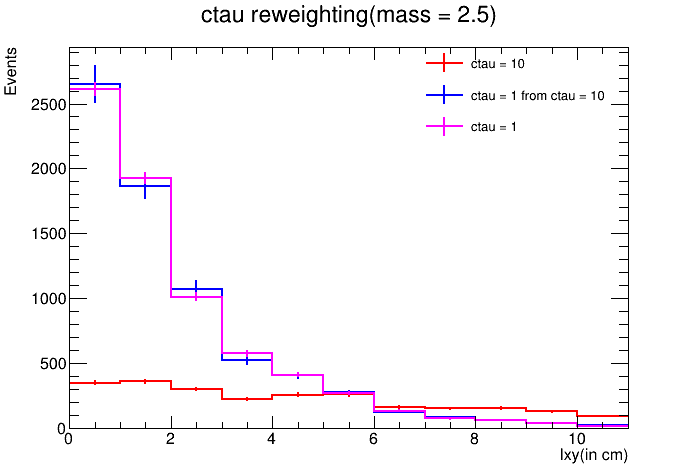 ctau reweighting(mass = 2.5)
Events
ctau = 10
ctau = 1 from ctau = 10
ctau = 1
2500
2000
1500
1000
500
0
0 2 4 6 8 10
lxy(in cm)